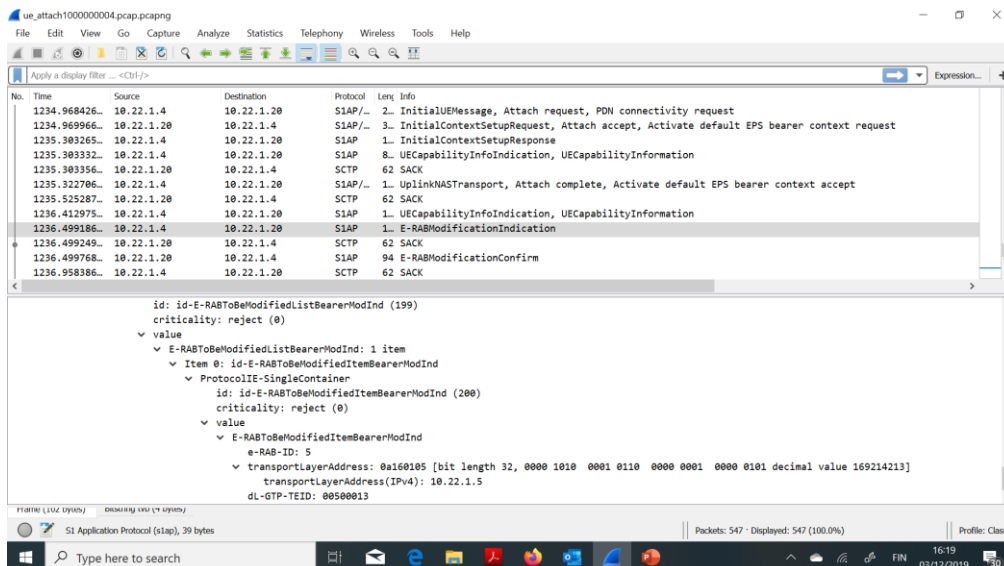 ue_attach1000000004.pcap.pcapng
File Edit View Go Capture Analyze Statistics Telephony Wireless Tools Help
Apply a display filter ... <Ctrl-/> Expression... +
No. Time Source Destination Protocol Leng Info
1234.968426... 10.22.1.4 10.22.1.20 S1AP/... 2... InitialUEMessage, Attach request, PDN connectivity request
1234.969966... 10.22.1.20 10.22.1.4 S1AP/... 3... InitialContextSetupRequest, Attach accept, Activate default EPS bearer context request
1235.303265... 10.22.1.4 10.22.1.20 S1AP 1... InitialContextSetupResponse
1235.303332... 10.22.1.4 10.22.1.20 S1AP 8... UECapabilityInfoIndication, UECapabilityInformation
1235.303356... 10.22.1.20 10.22.1.4 SCTP 62 SACK
1235.322706... 10.22.1.4 10.22.1.20 S1AP/... 1... UplinkNASTransport, Attach complete, Activate default EPS bearer context accept
1235.525287... 10.22.1.20 10.22.1.4 SCTP 62 SACK
1236.412975... 10.22.1.4 10.22.1.20 S1AP 1... UECapabilityInfoIndication, UECapabilityInformation
1236.499186... 10.22.1.4 10.22.1.20 S1AP 1... E-RABModificationIndication
1236.499249... 10.22.1.20 10.22.1.4 SCTP 62 SACK
1236.499768... 10.22.1.20 10.22.1.4 S1AP 94 E-RABModificationConfirm
1236.958386... 10.22.1.4 10.22.1.20 SCTP 62 SACK
id: id-E-RABToBeModifiedListBearerModInd (199)
criticality: reject (0)
value
E-RABToBeModifiedListBearerModInd: 1 item
Item 0: id-E-RABToBeModifiedItemBearerModInd
ProtocolIE-SingleContainer
id: id-E-RABToBeModifiedItemBearerModInd (200)
criticality: reject (0)
value
E-RABToBeModifiedItemBearerModInd
e-RAB-ID: 5
transportLayerAddress: 0a160105 [bit length 32, 0000 1010 0001 0110 0000 0001 0000 0101 decimal value 169214213]
transportLayerAddress(IPv4): 10.22.1.5
dL-GTP-TEID: 00500013
Frame (102 bytes) Bitstring tvb (4 bytes)
S1 Application Protocol (s1ap), 39 bytes Packets: 547 · Displayed: 547 (100.0%) Profile: Clas
Type here to search FIN 16:19
03/12/2019 30